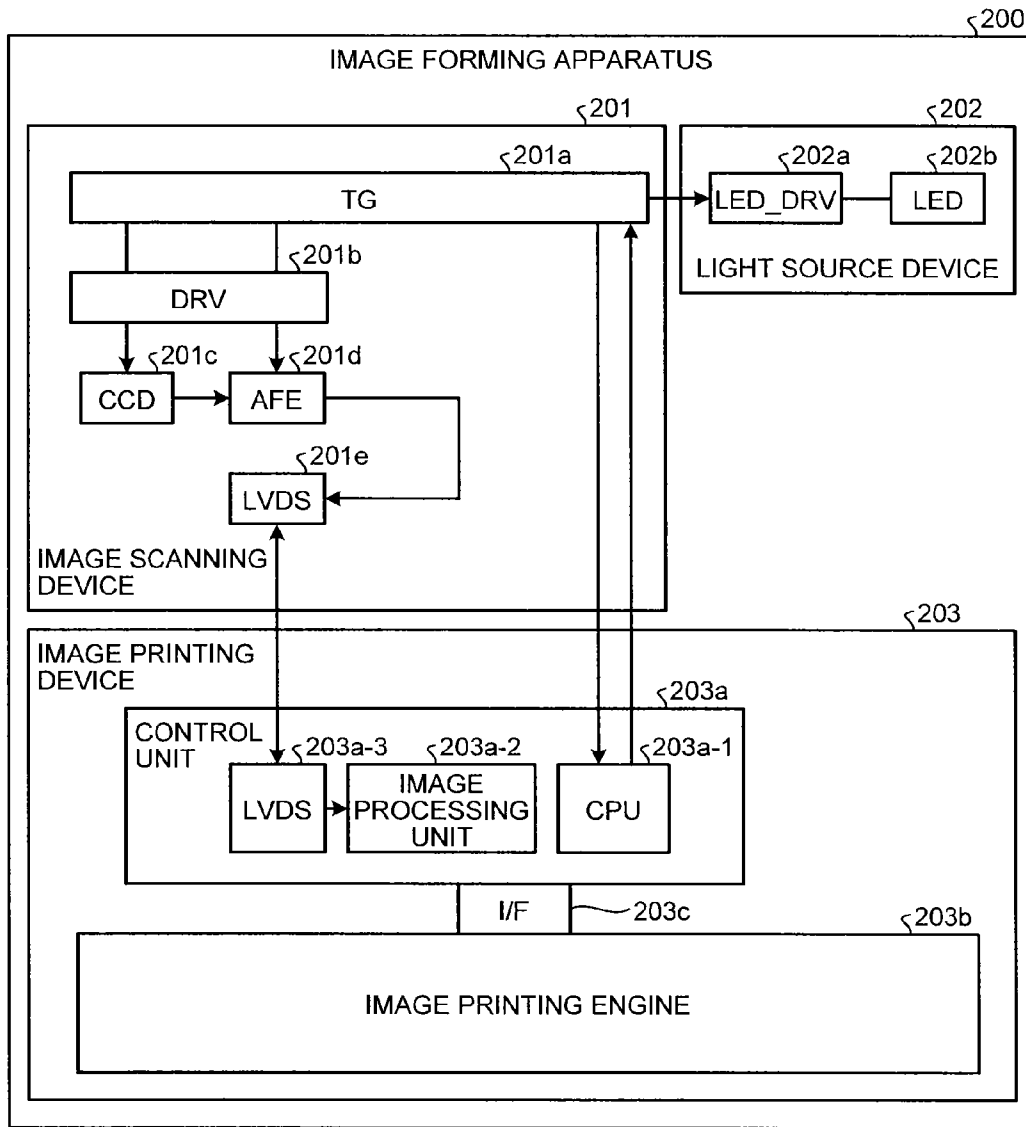 200
IMAGE FORMING APPARATUS
201
202
201a
202a
202b
TG
LED_DRV
LED
201b
LIGHT SOURCE DEVICE
DRV
201c
201d
CCD
AFE
201e
LVDS
IMAGE SCANNING
DEVICE
203
IMAGE PRINTING
DEVICE
203a
CONTROL
UNIT
203a-3
203a-2
203a-1
LVDS
IMAGE
PROCESSING
UNIT
CPU
I/F
203c
203b
IMAGE PRINTING ENGINE